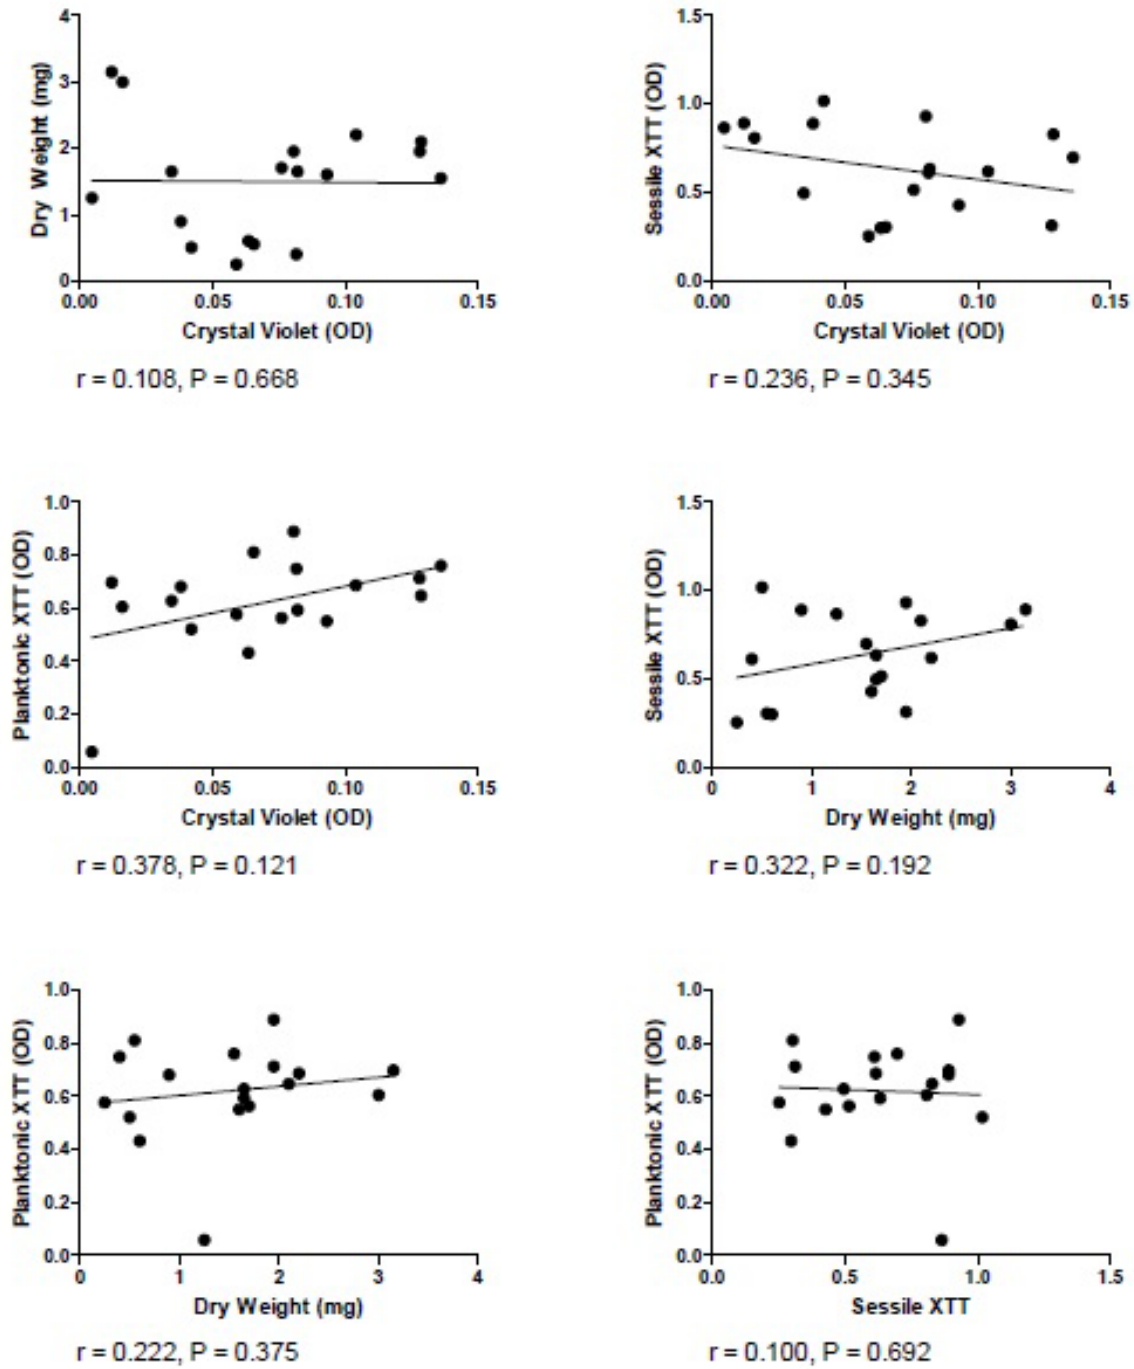 4
3
2
1
0
Dry Weight (mg)
0.00 0.05 0.10 0.15
Crystal Violet (OD)
r = 0.108, P = 0.668
1.5
1.0
0.5
0.0
Sessile XTT (OD)
0.00 0.05 0.10 0.15
Crystal Violet (OD)
r = 0.236, P = 0.345
1.0
0.8
0.6
0.4
0.2
0.0
Planktonic XTT (OD)
0.00 0.05 0.10 0.15
Crystal Violet (OD)
r = 0.378, P = 0.121
1.5
1.0
0.5
0.0
Sessile XTT (OD)
0 1 2 3 4
Dry Weight (mg)
r = 0.322, P = 0.192
1.0
0.8
0.6
0.4
0.2
0.0
Planktonic XTT (OD)
0 1 2 3 4
Dry Weight (mg)
r = 0.222, P = 0.375
1.0
0.8
0.6
0.4
0.2
0.0
Planktonic XTT (OD)
0.0 0.5 1.0 1.5
Sessile XTT
r = 0.100, P = 0.692